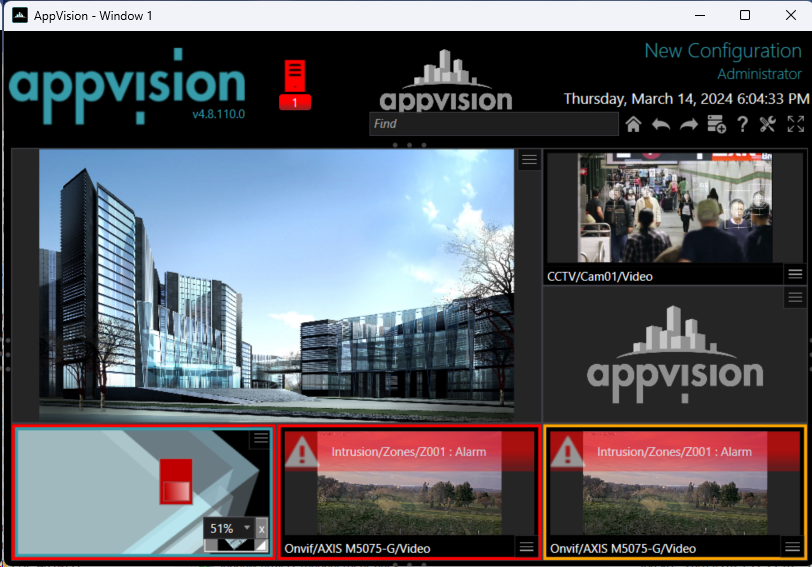 AppVision - Window 1
appvision
v4.8.110.0
1
appvision
New Configuration
Administrator
Thursday, March 14, 2024 6:04:33 PM
Find
?
CCTV/Cam01/Video
appvision
51%
x
Intrusion/Zones/Z001 : Alarm
Onvif/AXIS M5075-G/Video
Intrusion/Zones/Z001 : Alarm
Onvif/AXIS M5075-G/Video